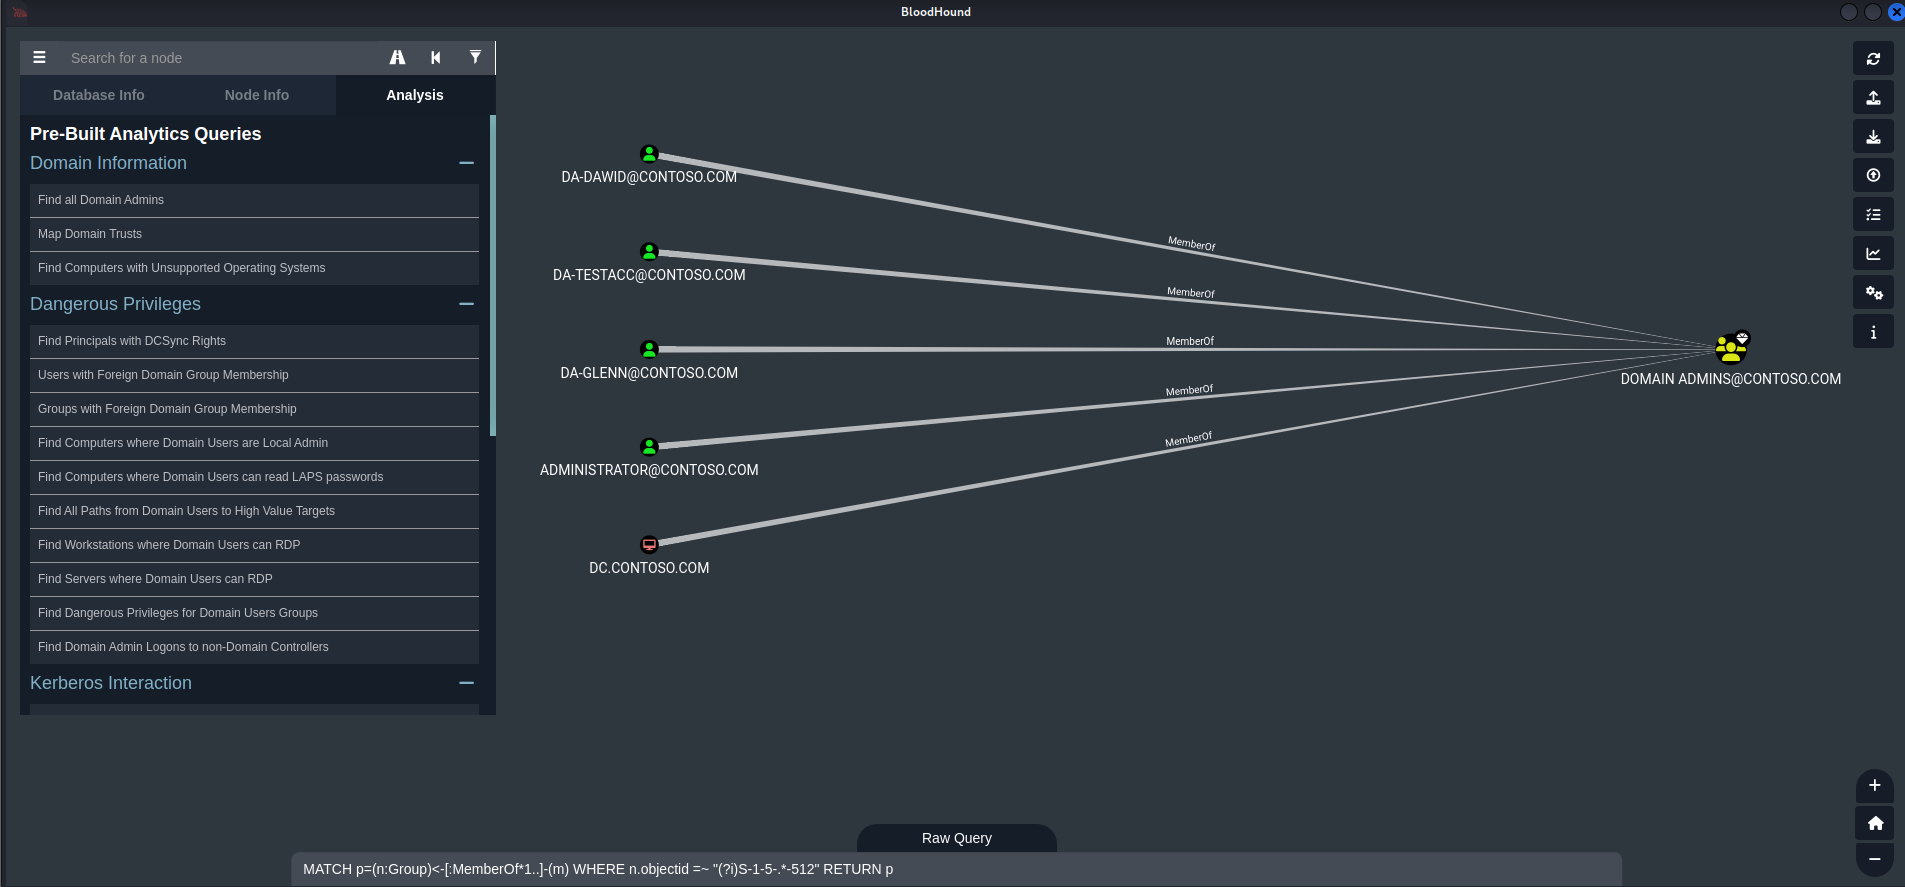 BloodHound
Search for a node
Database Info Node Info Analysis
Pre-Built Analytics Queries
Domain Information
Find all Domain Admins
Map Domain Trusts
Find Computers with Unsupported Operating Systems
Dangerous Privileges
Find Principals with DCSync Rights
Users with Foreign Domain Group Membership
Groups with Foreign Domain Group Membership
Find Computers where Domain Users are Local Admin
Find Computers where Domain Users can read LAPS passwords
Find All Paths from Domain Users to High Value Targets
Find Workstations where Domain Users can RDP
Find Servers where Domain Users can RDP
Find Dangerous Privileges for Domain Users Groups
Find Domain Admin Logons to non-Domain Controllers
Kerberos Interaction
DA-DAWID@CONTOSO.COM
MemberOf
DA-TESTACC@CONTOSO.COM
MemberOf
DA-GLENN@CONTOSO.COM
MemberOf
DOMAIN ADMINS@CONTOSO.COM
MemberOf
ADMINISTRATOR@CONTOSO.COM
MemberOf
DC.CONTOSO.COM
Raw Query
MATCH p=(n:Group)<-[:MemberOf*1..]-(m) WHERE n.objectid =~ "(?i)S-1-5-.*-512" RETURN p